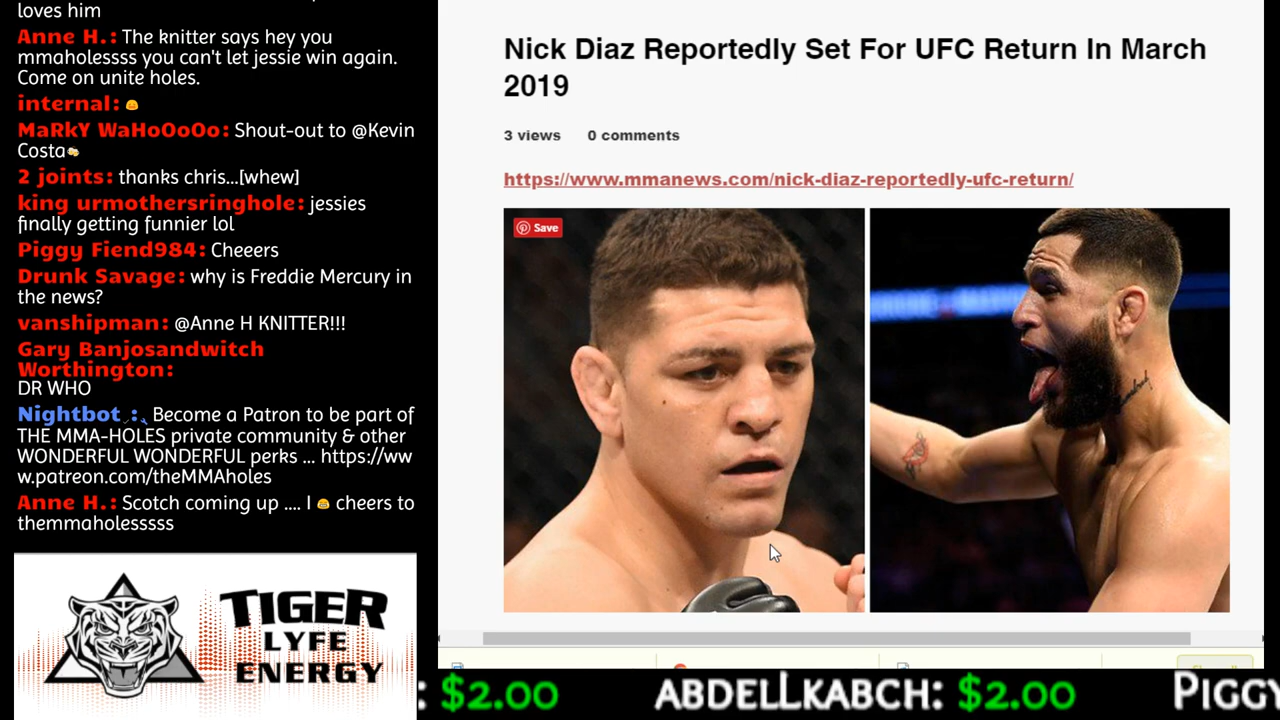 loves him
Anne H.: The knitter says hey you
mmaholessss you can't let jessie win again.
Come on unite holes.
internal:
MaRkY WaHoOoOo: Shout-out to @Kevin
Costa
2 joints: thanks chris...[whew]
king urmothersringhole: jessies
finally getting funnier lol
Piggy Fiend984: Cheeers
Drunk Savage: why is Freddie Mercury in
the news?
vanshipman: @Anne H KNITTER!!!
Gary Banjosandwitch
Worthington:
DR WHO
Nightbot : Become a Patron to be part of
THE MMA-HOLES private community & other
WONDERFUL WONDERFUL perks ... https://ww
w.patreon.com/theMMAholes
Anne H.: Scotch coming up .... I cheers to
themmaholesssss
TIGER
LYFE
ENERGY
Nick Diaz Reportedly Set For UFC Return In March
2019
3 views 0 comments
https://www.mmanews.com/nick-diaz-reportedly-ufc-return/
Save
: $2.00 ABDELLKABCH: $2.00 PIGGY